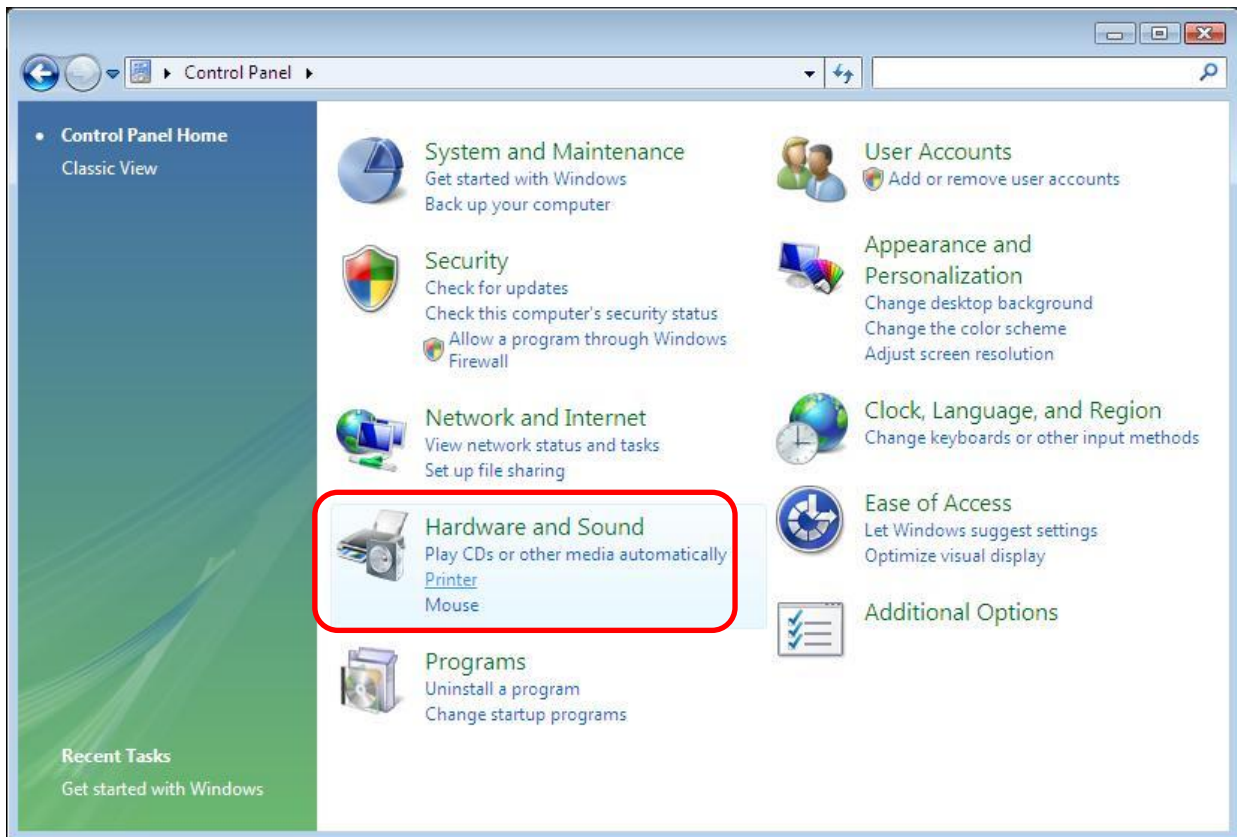 Control Panel
Control Panel Home
Classic View
System and Maintenance
Get started with Windows
Back up your computer
Security
Check for updates
Check this computer's security status
Allow a program through Windows
Firewall
Network and Internet
View network status and tasks
Set up file sharing
Hardware and Sound
Play CDs or other media automatically
Printer
Mouse
Programs
Uninstall a program
Change startup programs
User Accounts
Add or remove user accounts
Appearance and
Personalization
Change desktop background
Change the color scheme
Adjust screen resolution
Clock, Language, and Region
Change keyboards or other input methods
Ease of Access
Let Windows suggest settings
Optimize visual display
Additional Options
Recent Tasks
Get started with Windows